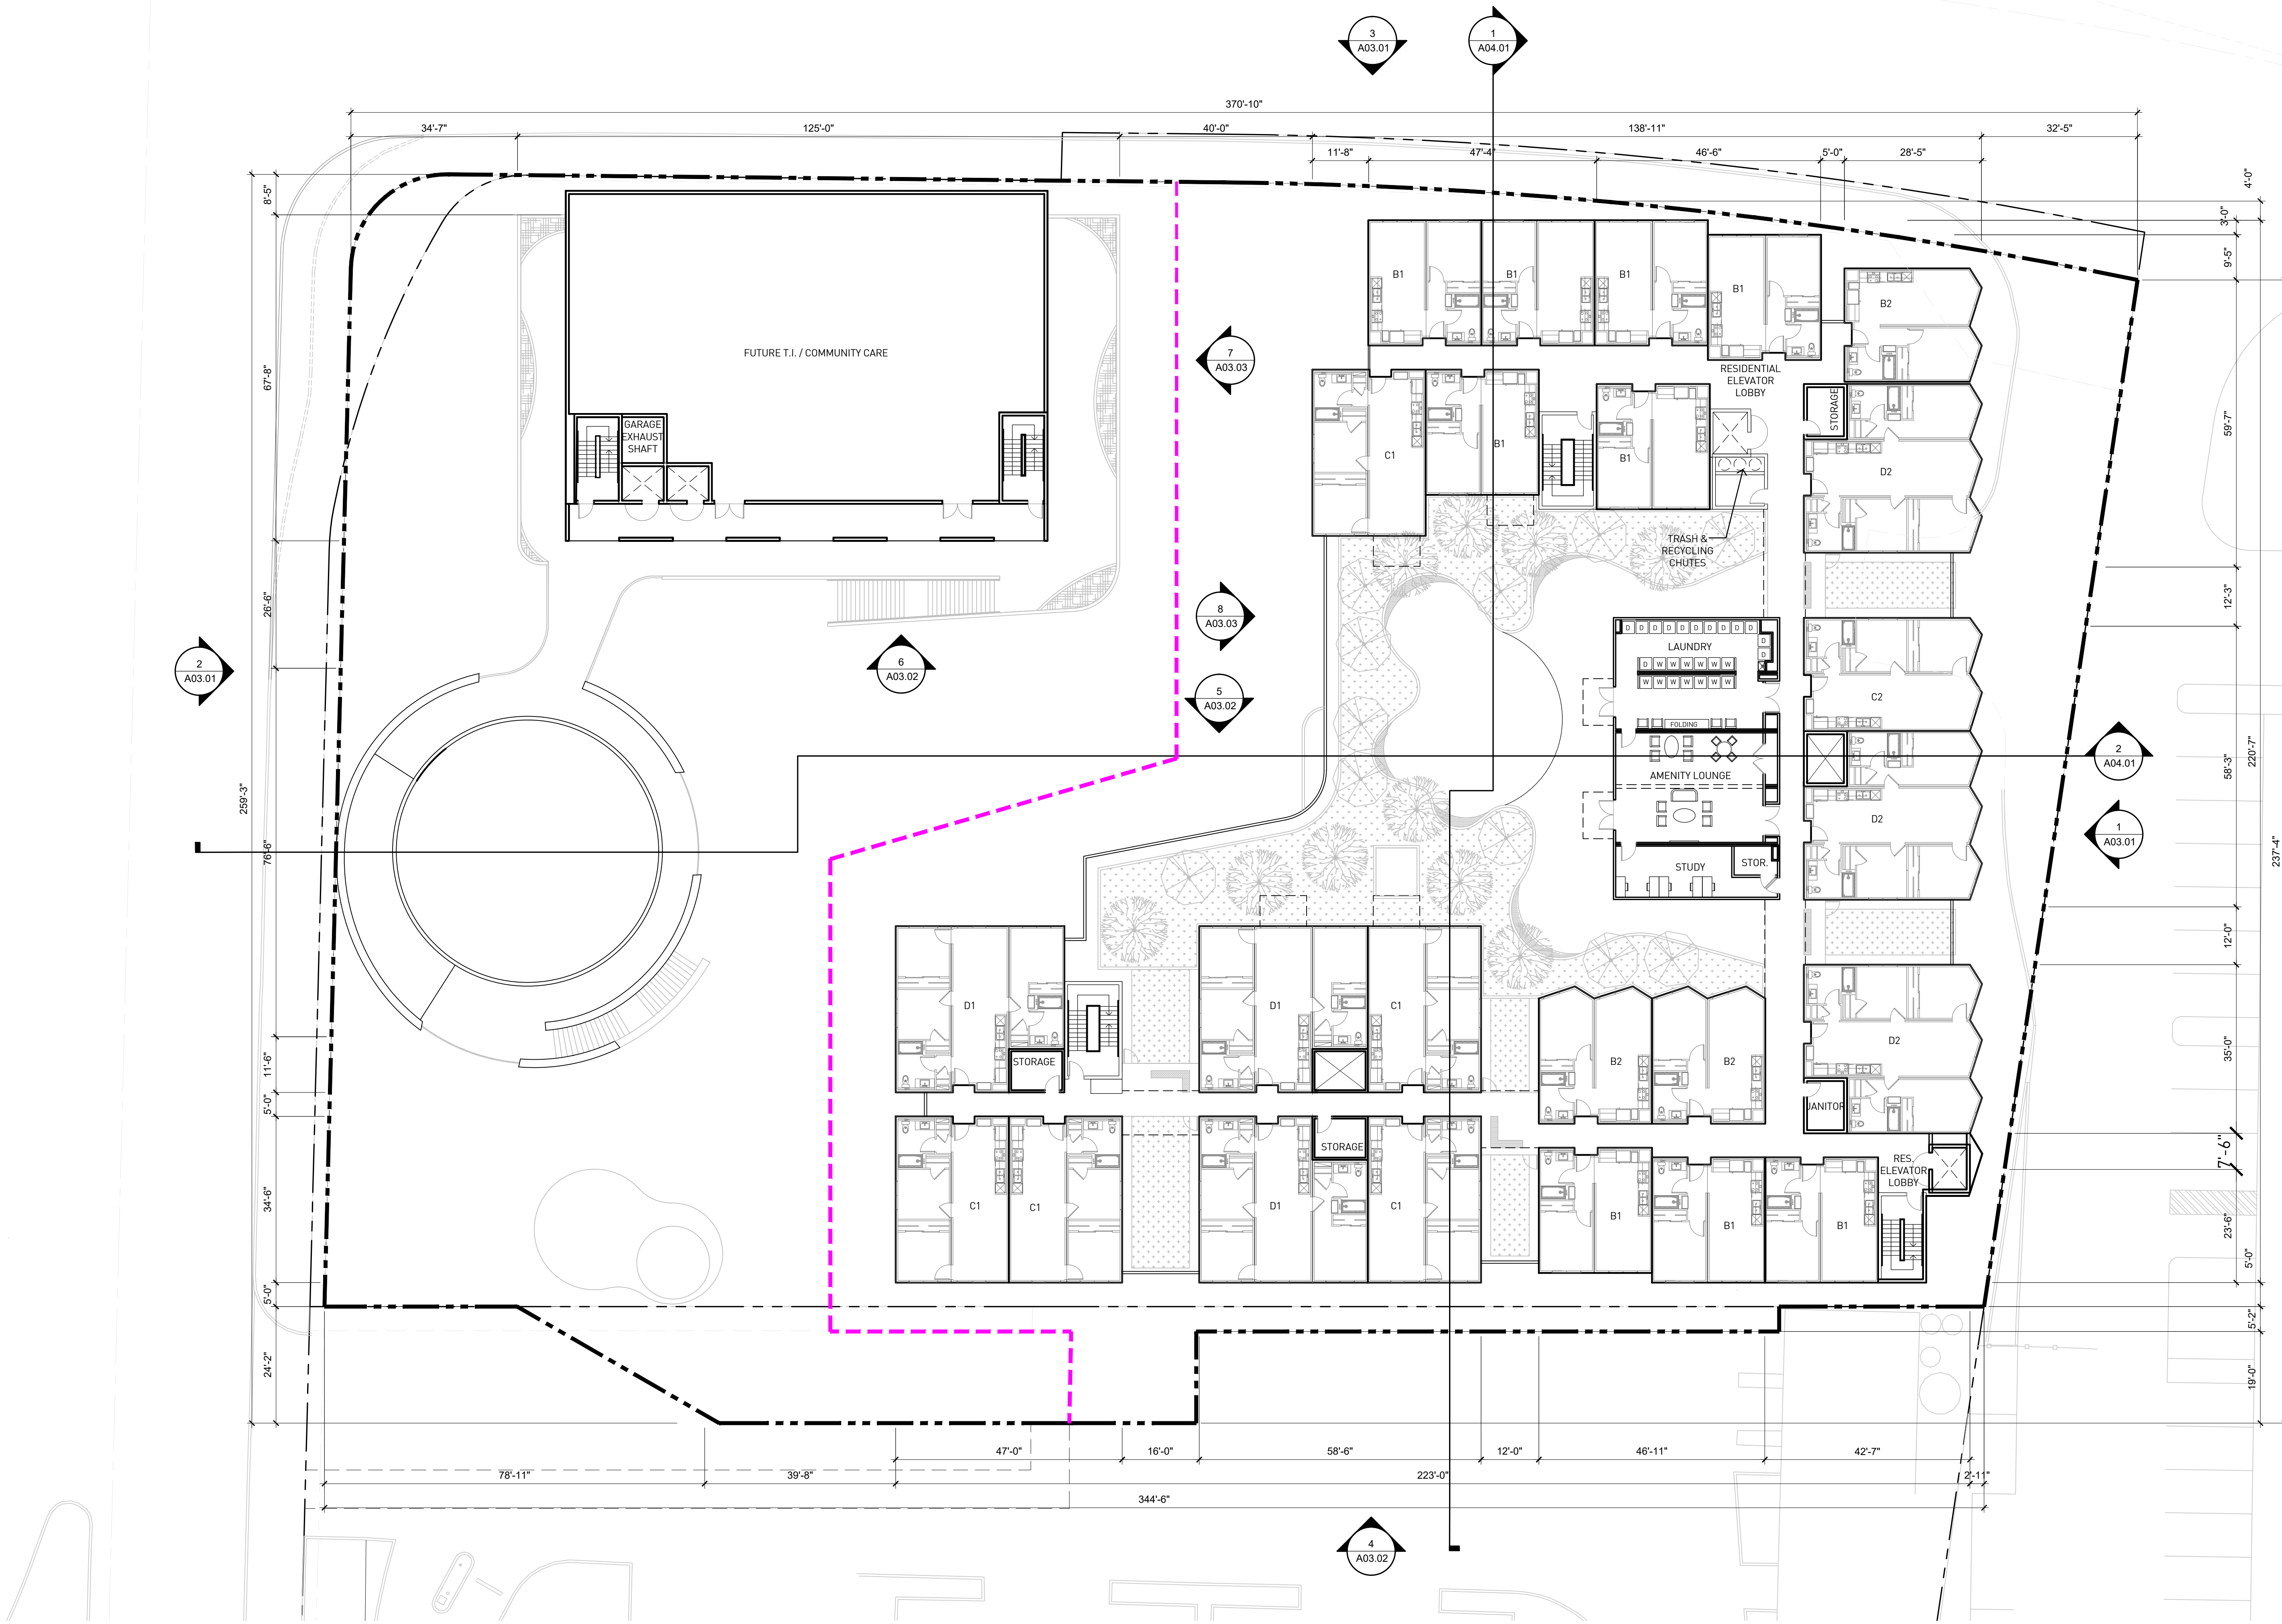 3
A03.01
1
A04.01
370'-10"
34'-7"
125'-0"
40'-0"
138'-11"
32'-5"
11'-8"
47'-4"
46'-6"
5'-0"
28'-5"
4'-0"
8'-5"
3'-0"
9'-5"
B1
B1
B1
B1
B2
FUTURE T.I. / COMMUNITY CARE
7
A03.03
RESIDENTIAL
ELEVATOR
LOBBY
67'-8"
STORAGE
59'-7"
GARAGE
EXHAUST
SHAFT
C1
B1
B1
D2
TRASH &
RECYCLING
CHUTES
26'-6"
8
A03.03
12'-3"
D D D D D D D D D D
D
D
LAUNDRY
D W W W W W W
W W W W W W W
2
A03.01
6
A03.02
5
A03.02
C2
FOLDING
2
A04.01
AMENITY LOUNGE
58'-3"
220'-7"
259'-3"
D2
1
A03.01
76'-6"
237'-4"
STUDY
STOR.
12'-0"
D1
D1
C1
B2
B2
D2
35'-0"
11'-6"
STORAGE
5'-0"
JANITOR
STORAGE
7'-6"
RES.
ELEVATOR
LOBBY
34'-6"
C1
C1
D1
C1
B1
B1
B1
23'-6"
5'-0"
5'-0"
5'-2"
24'-2"
19'-0"
47'-0"
16'-0"
58'-6"
12'-0"
46'-11"
42'-7"
78'-11"
39'-8"
223'-0"
2'-11"
344'-6"
4
A03.02